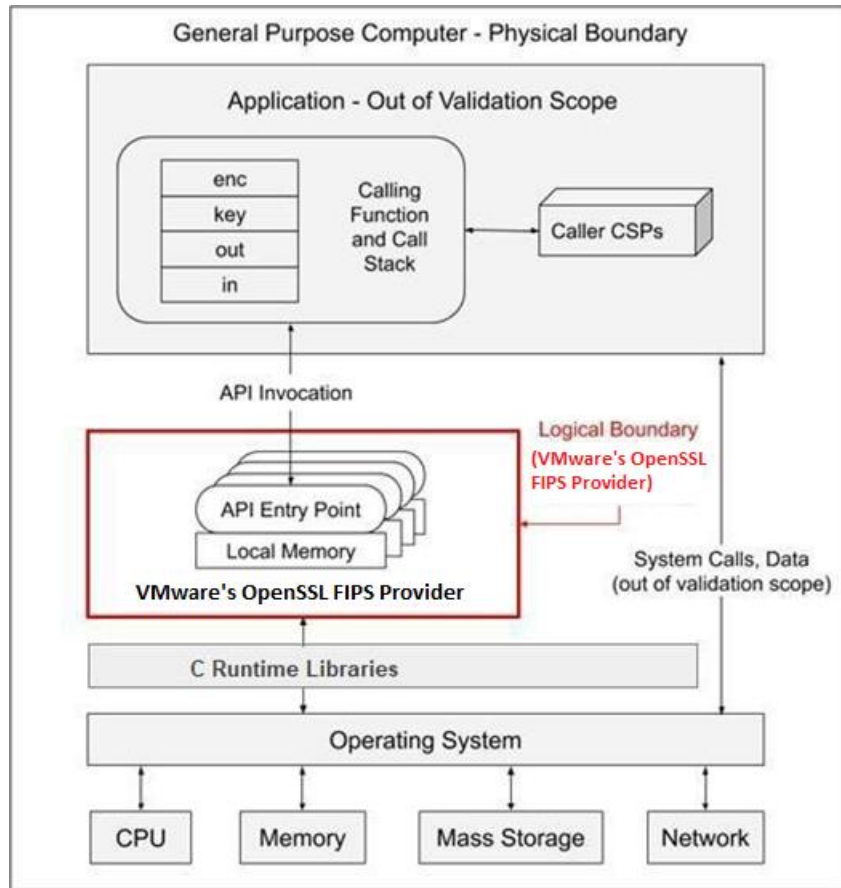 General Purpose Computer - Physical Boundary
Application - Out of Validation Scope
enc
key
out
in
Calling
Function
and Call
Stack
Caller CSPs
API Invocation
Logical Boundary
(VMware's OpenSSL
FIPS Provider)
API Entry Point
Local Memory
VMware's OpenSSL FIPS Provider
System Calls, Data
(out of validation scope)
C Runtime Libraries
Operating System
CPU
Memory
Mass Storage
Network